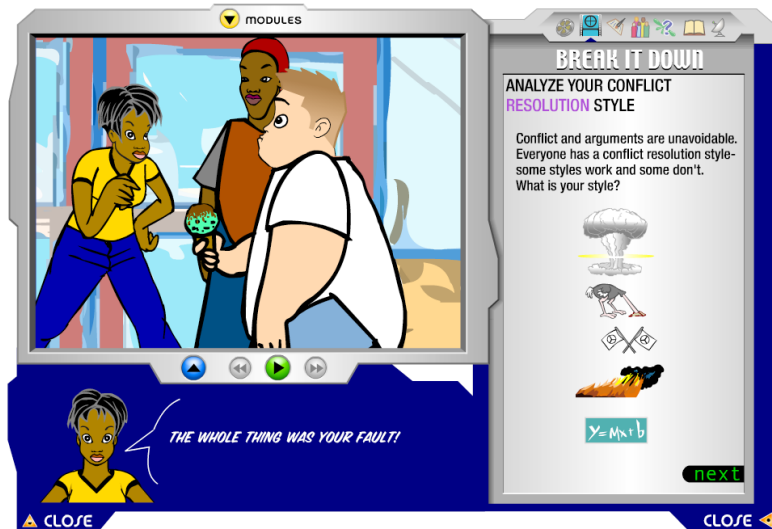 MODULES
BREAK IT DOWN
ANALYZE YOUR CONFLICT
RESOLUTION STYLE
Conflict and arguments are unavoidable.
Everyone has a conflict resolution style-
some styles work and some don't.
What is your style?
y=mx+b
next
THE WHOLE THING WAS YOUR FAULT!
CLOSE
CLOSE